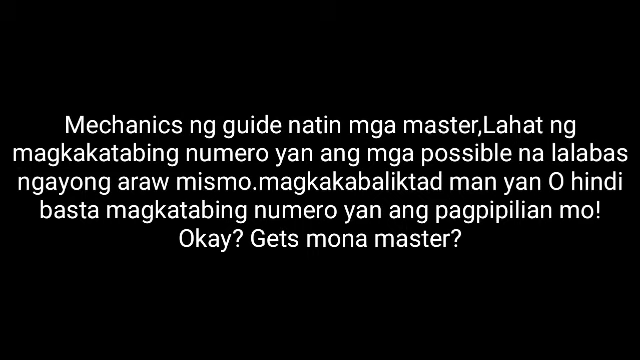 Mechanics ng guide natin mga master,Lahat ng
magkakatabing numero yan ang mga possible na lalabas
ngayong araw mismo.magkakabaliktad man yan O hindi
basta magkatabing numero yan ang pagpipilian mo!
Okay? Gets mona master?